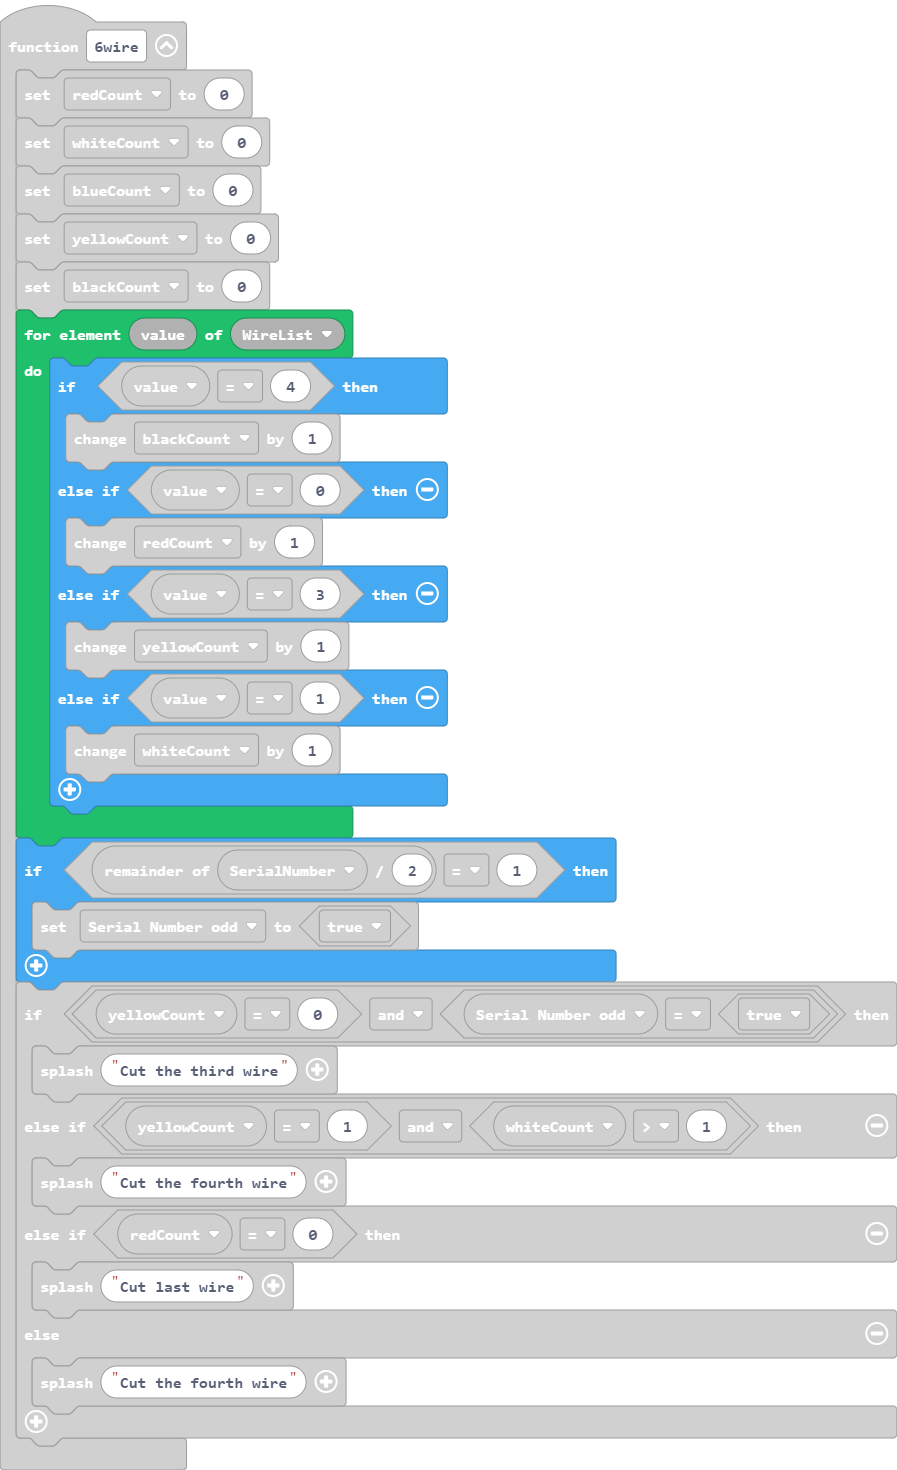 function 6wire
set redCount to 0
set whiteCount to 0
set blueCount to 0
set yellowCount to 0
set blackCount to 0
for element value of WireList
do
if value = 4 then
change blackCount by 1
else if value = 0 then
change redCount by 1
else if value = 3 then
change yellowCount by 1
else if value = 1 then
change whiteCount by 1
if remainder of SerialNumber / 2 = 1 then
set Serial Number odd to true
if yellowCount = 0 and Serial Number odd = true then
splash "Cut the third wire"
else if yellowCount = 1 and whiteCount > 1 then
splash "Cut the fourth wire"
else if redCount = 0 then
splash "Cut last wire"
else
splash "Cut the fourth wire"